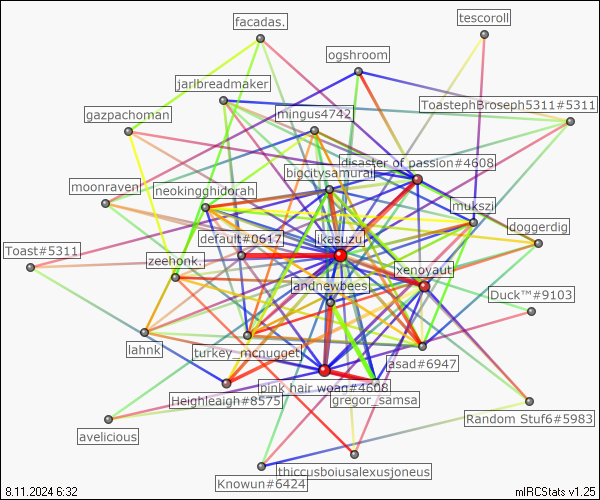 facadas.
tescoroll
ogshroom
jarlbreadmaker
ToastephBroseph5311#5311
gazpachoman
mingus4742
disaster of passion#4608
bigcitysamurai
moonraven
neokingghidorah
mukszi
doggerdig
default#0617
ikasuzu
Toast#5311
zeehonk.
xenoyaut
andnewbees
Duck™#9103
lahnk
turkey_mcnugget
asad#6947
pink hair woag#4608
Heighleaigh#8575
gregor_samsa
Random Stuf6#5983
avelicious
thiccusboiusalexusjoneus
Knowun#6424
8.11.2024 6:32
mIRCStats v1.25